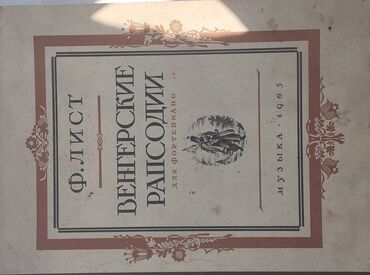 Ф. ЛИСТ
ВЕНГЕРСКИЕ
РАПСОДИИ
ДЛЯ ФОРТЕПИАНО
МУЗЫКА · 1965